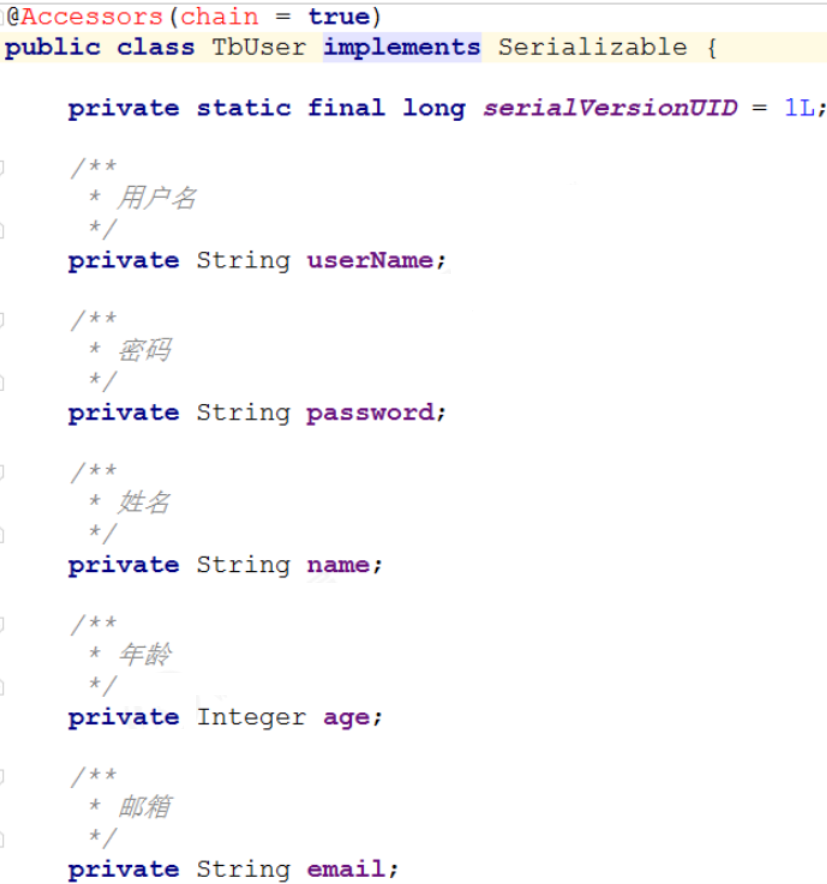 @Accessors(chain = true)
public class TbUser implements Serializable {
private static final long serialVersionUID = 1L;
/**
* 用户名
*/
private String userName;
/**
* 密码
*/
private String password;
/**
* 姓名
*/
private String name;
/**
* 年龄
*/
private Integer age;
/**
* 邮箱
*/
private String email;